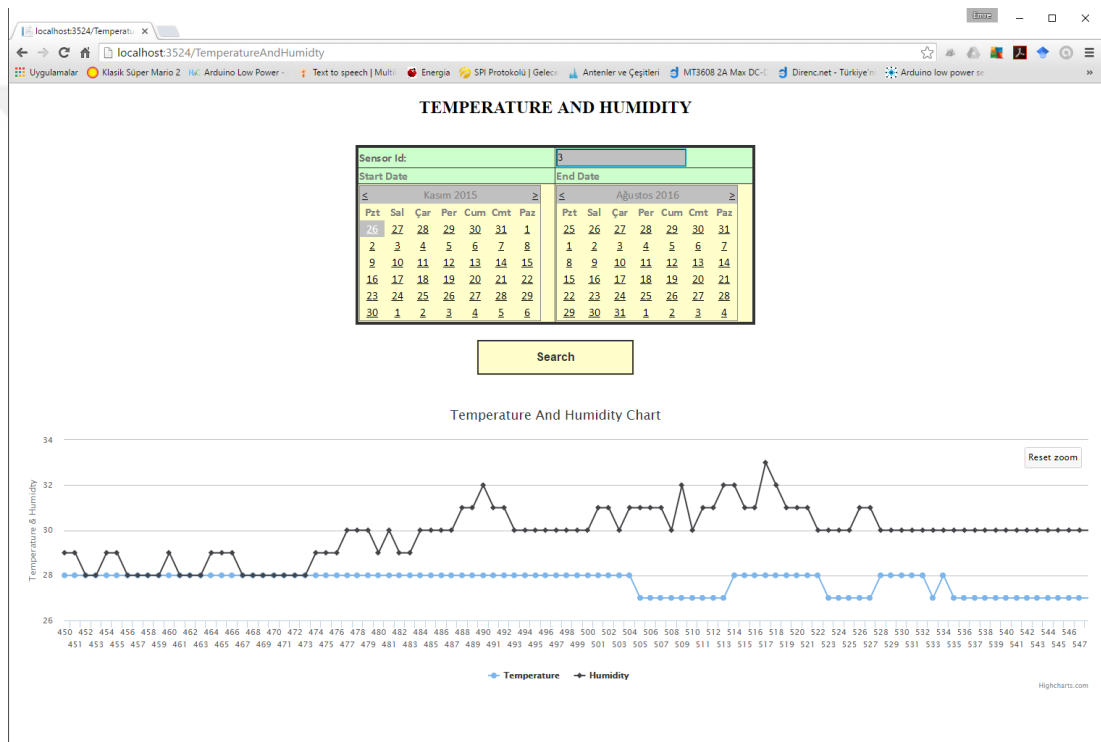 Emre
localhost:3524/Temperatu
localhost:3524/TemperatureAndHumidty
Uygulamalar Klasik Süper Mario 2 Arduino Low Power - Text to speech | Multil Energia SPI Protokolü | Gelece Antenler ve Çeşitleri MT3608 2A Max DC-D Direnc.net - Türkiye'ni Arduino low power se »
TEMPERATURE AND HUMIDITY
Sensor Id: 3
Start Date End Date
< Kasım 2015 > < Ağustos 2016 >
Pzt Sal Çar Per Cum Cmt Paz Pzt Sal Çar Per Cum Cmt Paz
26 27 28 29 30 31 1 25 26 27 28 29 30 31
2 3 4 5 6 7 8 1 2 3 4 5 6 7
9 10 11 12 13 14 15 8 9 10 11 12 13 14
16 17 18 19 20 21 22 15 16 17 18 19 20 21
23 24 25 26 27 28 29 22 23 24 25 26 27 28
30 1 2 3 4 5 6 29 30 31 1 2 3 4
Search
Temperature And Humidity Chart
Reset zoom
Temperature & Humidty
34
32
30
28
26
450 452 454 456 458 460 462 464 466 468 470 472 474 476 478 480 482 484 486 488 490 492 494 496 498 500 502 504 506 508 510 512 514 516 518 520 522 524 526 528 530 532 534 536 538 540 542 544 546
451 453 455 457 459 461 463 465 467 469 471 473 475 477 479 481 483 485 487 489 491 493 495 497 499 501 503 505 507 509 511 513 515 517 519 521 523 525 527 529 531 533 535 537 539 541 543 545 547
Temperature Humidity
Highcharts.com